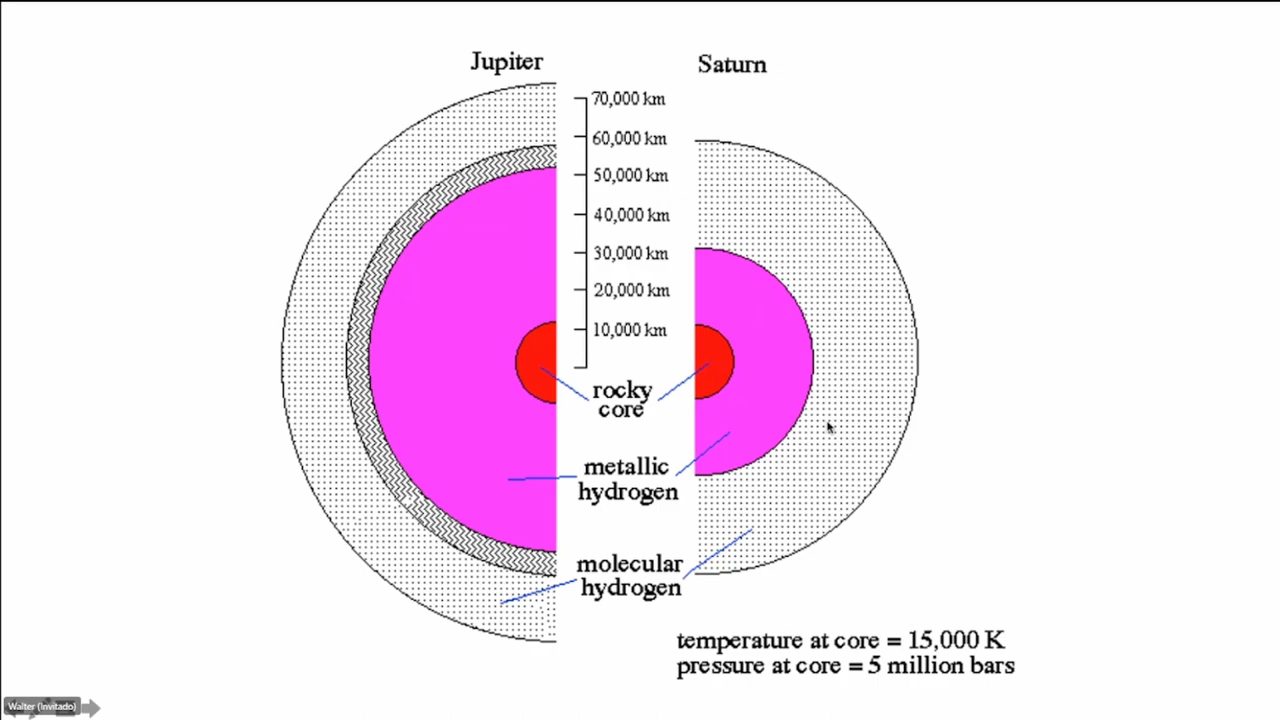 Jupiter
Saturn
70,000 km
60,000 km
50,000 km
40,000 km
30,000 km
20,000 km
10,000 km
rocky
core
metallic
hydrogen
molecular
hydrogen
temperature at core = 15,000 K
pressure at core = 5 million bars
Walter (Invitado)